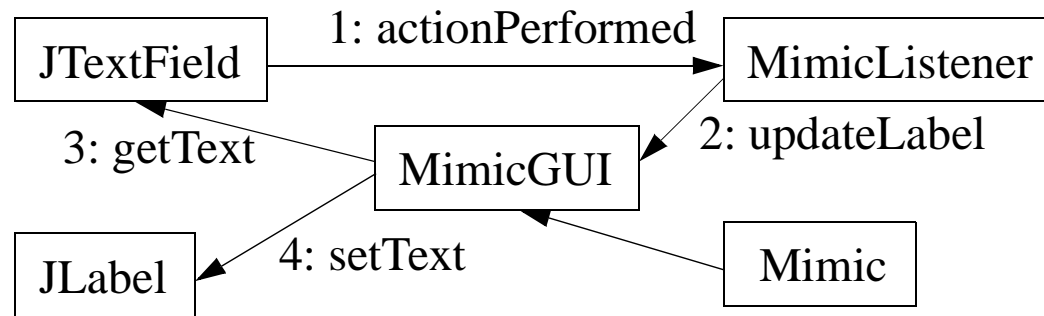 1: actionPerformed
JTextField
MimicListener
3: getText
2: updateLabel
MimicGUI
4: setText
Mimic
JLabel